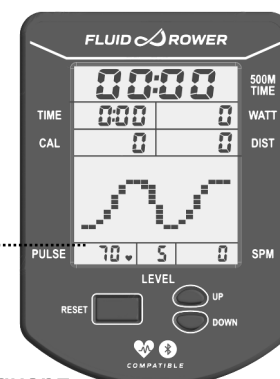 FLUID ROWER
00:00 500M TIME
TIME 0:00 0 WATT
CAL 0 0 DIST
PULSE 70 5 0 SPM
LEVEL
UP
RESET
DOWN
COMPATIBLE